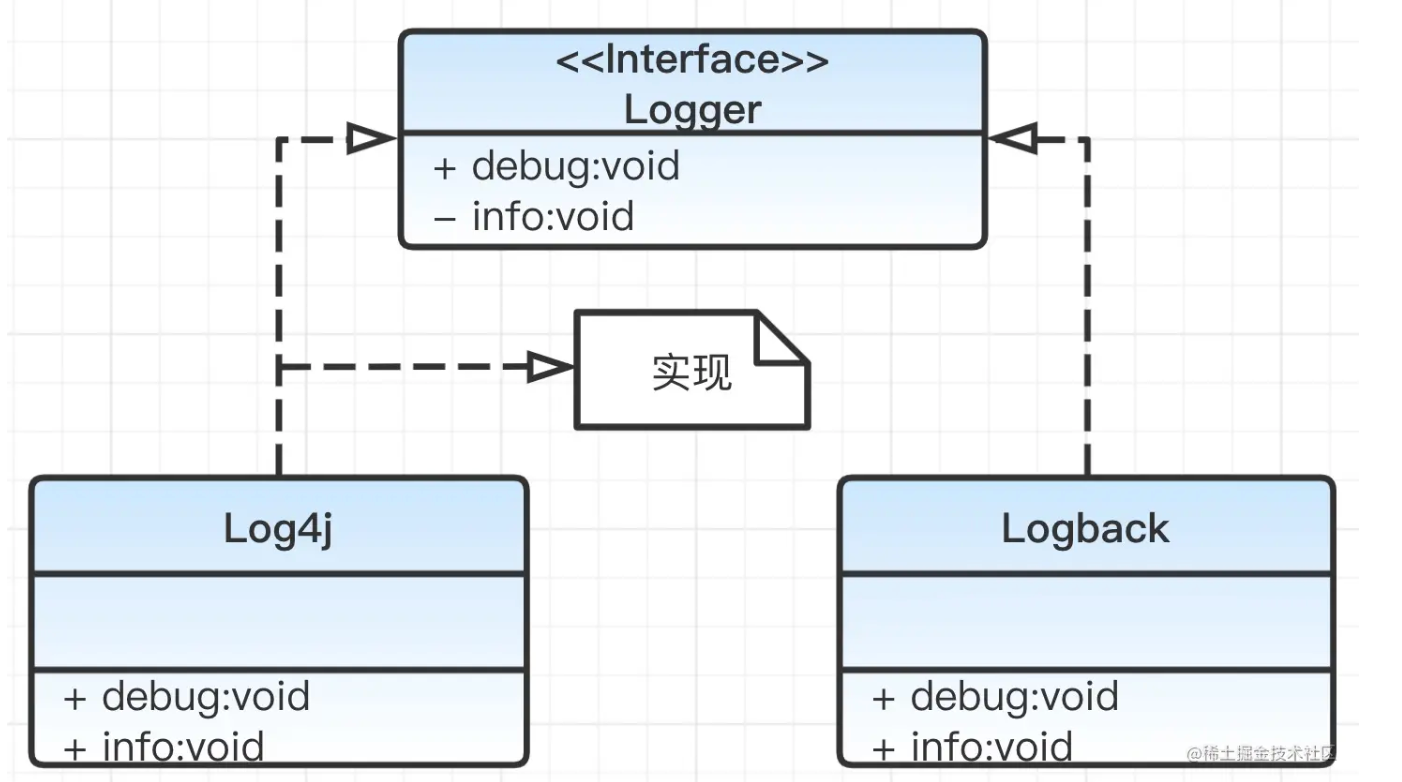 <<Interface>>
Logger
+ debug:void
− info:void
实现
Log4j
+ debug:void
+ info:void
Logback
+ debug:void
+ info:void
@稀土掘金技术社区